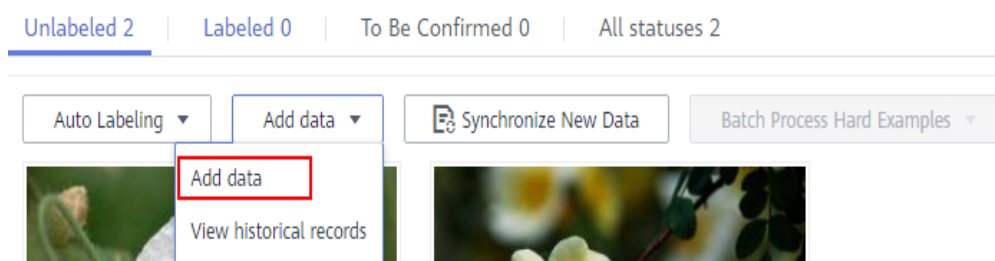 Unlabeled 2 Labeled 0 To Be Confirmed 0 All statuses 2
Auto Labeling Add data Synchronize New Data Batch Process Hard Examples
Add data
View historical records